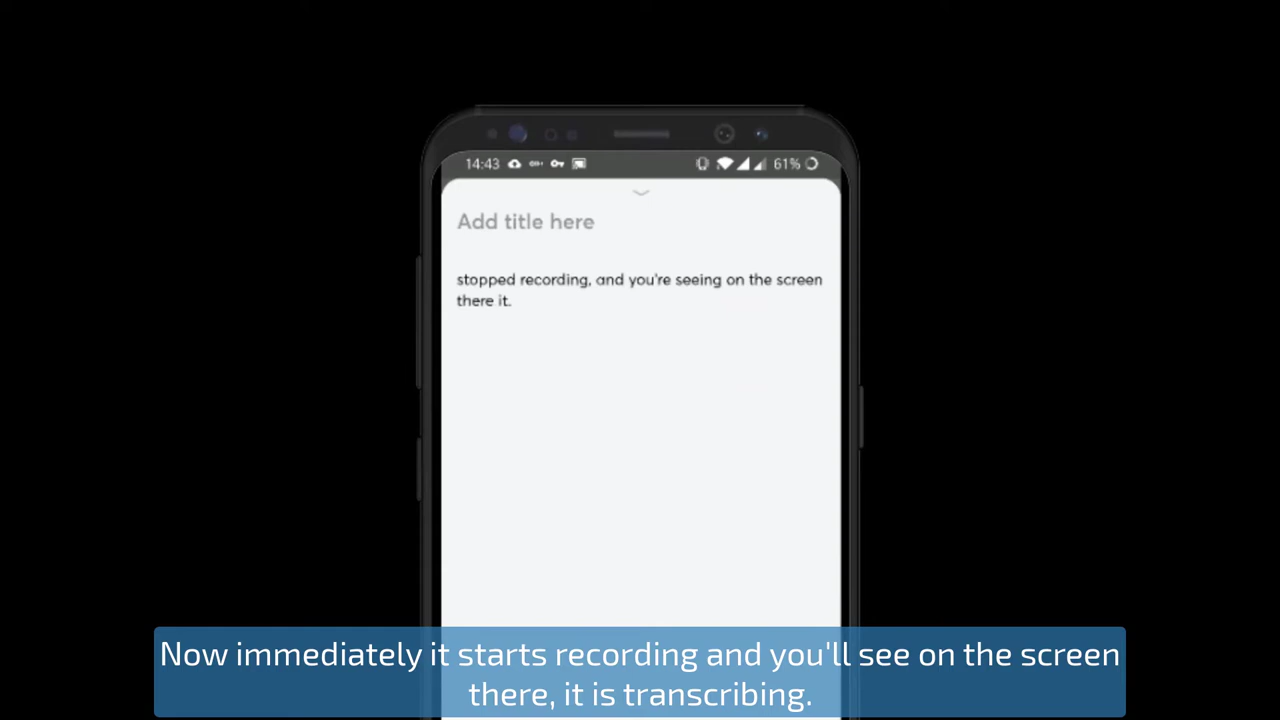 14:43 61%
Add title here
stopped recording, and you're seeing on the screen
there it.
Now immediately it starts recording and you'll see on the screen
there, it is transcribing.